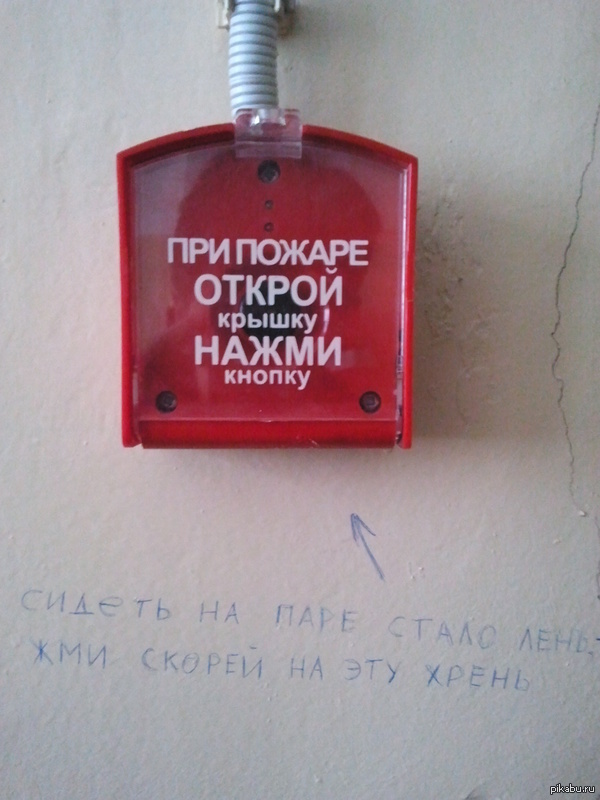 ПРИ ПОЖАРЕ
ОТКРОЙ
крышку
НАЖМИ
кнопку
СИДЕТЬ НА ПАРЕ СТАЛО ЛЕНЬ,-
ЖМИ СКОРЕЙ НА ЭТУ ХРЕНЬ
pikabu.ru